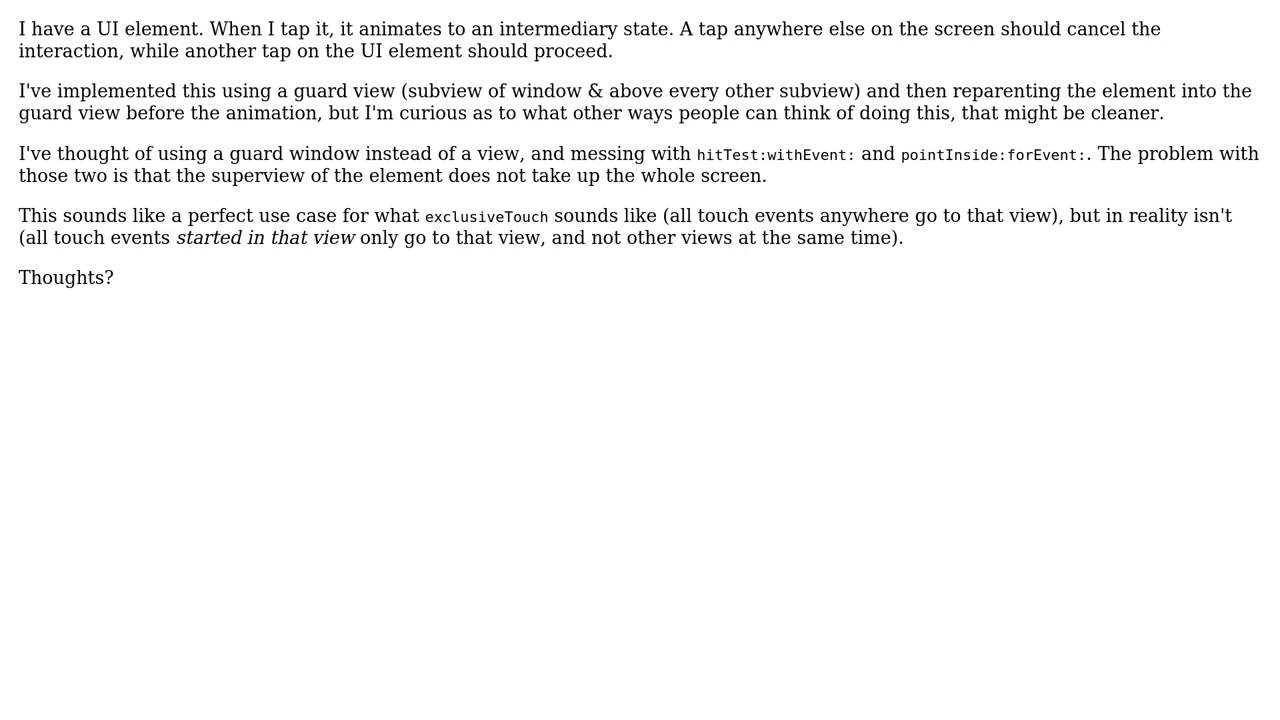 I have a UI element. When I tap it, it animates to an intermediary state. A tap anywhere else on the screen should cancel the
interaction, while another tap on the UI element should proceed.
I've implemented this using a guard view (subview of window & above every other subview) and then reparenting the element into the
guard view before the animation, but I'm curious as to what other ways people can think of doing this, that might be cleaner.
I've thought of using a guard window instead of a view, and messing with hitTest:withEvent: and pointInside:forEvent:. The problem with
those two is that the superview of the element does not take up the whole screen.
This sounds like a perfect use case for what exclusiveTouch sounds like (all touch events anywhere go to that view), but in reality isn't
(all touch events started in that view only go to that view, and not other views at the same time).
Thoughts?